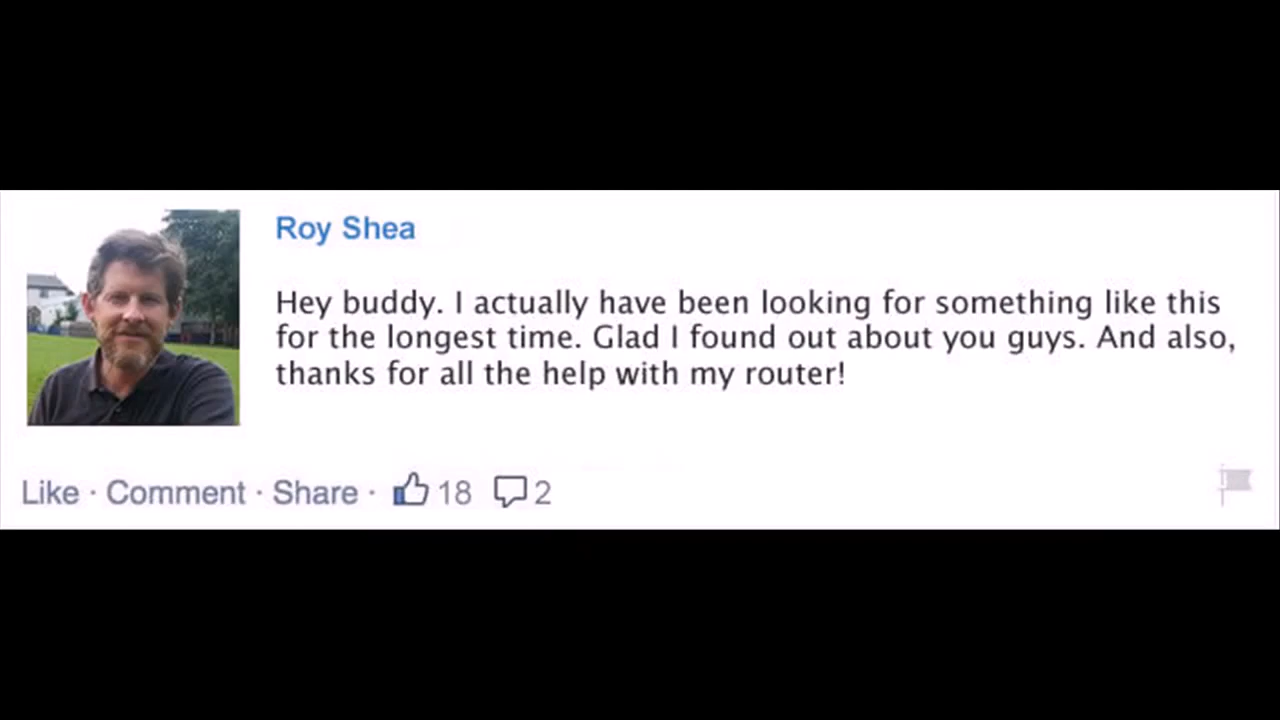 Roy Shea
Hey buddy. I actually have been looking for something like this
for the longest time. Glad I found out about you guys. And also,
thanks for all the help with my router!
Like · Comment · Share · 18 2